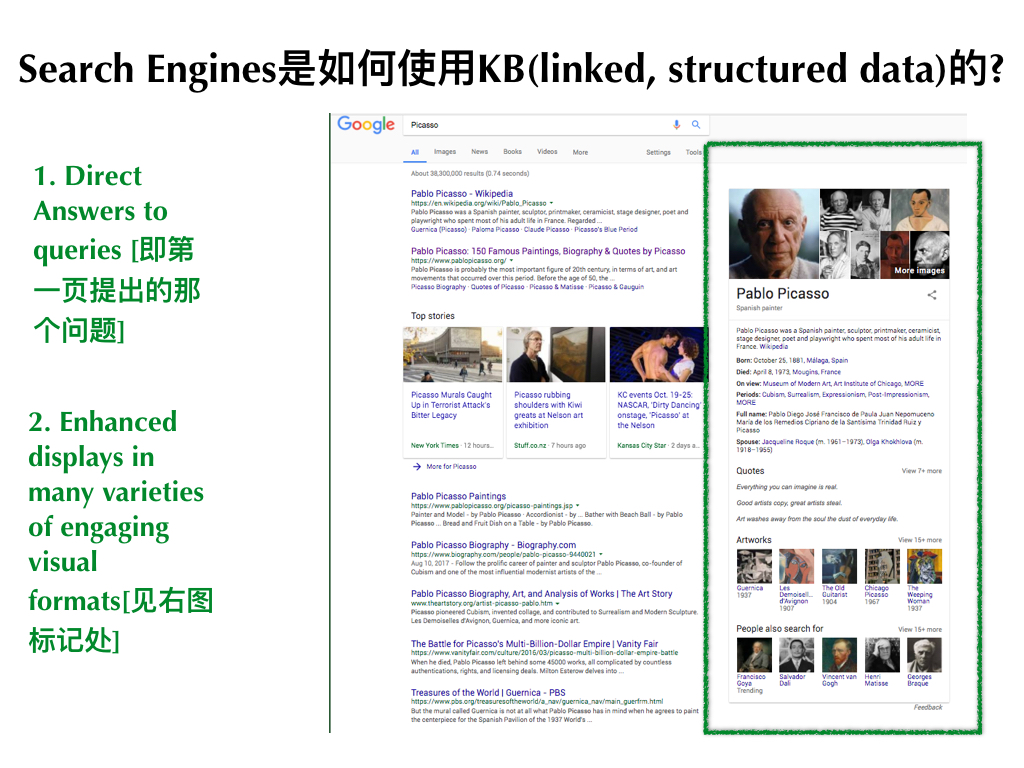 Search Engines是如何使用KB(linked, structured data)的?
1. Direct
Answers to
queries [即第
一页提出的那
个问题]
2. Enhanced
displays in
many varieties
of engaging
visual
formats[见右图
标记处]
Google
Picasso
All Images News Books Videos More Settings Tools
About 38,300,000 results (0.74 seconds)
Pablo Picasso - Wikipedia
https://en.wikipedia.org/wiki/Pablo_Picasso
Pablo Picasso was a Spanish painter, sculptor, printmaker, ceramicist, stage designer, poet and
playwright who spent most of his adult life in France. Regarded ...
Guernica (Picasso) · Paloma Picasso · Claude Picasso · Picasso's Blue Period
Pablo Picasso: 150 Famous Paintings, Biography & Quotes by Picasso
https://www.pablopicasso.org/
Pablo Picasso is probably the most important figure of 20th century, in terms of art, and art
movements that occurred over this period. Before the age of 50, the ...
Picasso Biography · Quotes of Picasso · Picasso & Matisse · Picasso & Gauguin
Top stories
Picasso Murals Caught
Up in Terrorist Attack's
Bitter Legacy
New York Times · 12 hours...
Picasso rubbing
shoulders with Kiwi
greats at Nelson art
exhibition
Stuff.co.nz · 7 hours ago
KC events Oct. 19-25:
NASCAR, 'Dirty Dancing'
onstage, 'Picasso' at
the Nelson
Kansas City Star · 2 days a...
More for Picasso
Pablo Picasso Paintings
https://www.pablopicasso.org/picasso-paintings.jsp
Painter and Model - by Pablo Picasso · Accordionist - by ... Bather with Beach Ball - by Pablo
Picasso ... Bread and Fruit Dish on a Table - by Pablo Picasso.
Pablo Picasso Biography - Biography.com
https://www.biography.com/people/pablo-picasso-9440021
Aug 10, 2017 - Follow the prolific career of painter and sculptor Pablo Picasso, co-founder of
Cubism and one of the most influential modernist artists of the ...
Pablo Picasso Biography, Art, and Analysis of Works | The Art Story
www.theartstory.org/artist-picasso-pablo.htm
Picasso pioneered Cubism, invented collage, and contributed to Surrealism and Modern Sculpture.
Les Demoiselles d'Avignon, Guernica, and more iconic art.
The Battle for Picasso's Multi-Billion-Dollar Empire | Vanity Fair
https://www.vanityfair.com/culture/2016/03/picasso-multi-billion-dollar-empire-battle
When he died, Pablo Picasso left behind some 45000 works, all complicated by countless
authentications, rights, and licensing deals. Milton Esterow delves into ...
Treasures of the World | Guernica - PBS
https://www.pbs.org/treasuresoftheworld/a_nav/guernica_nav/main_guerfrm.html
But the mural called Guernica is not at all what Pablo Picasso has in mind when he agrees to paint
the centerpiece for the Spanish Pavilion of the 1937 World's ...
More images
Pablo Picasso
Spanish painter
Pablo Picasso was a Spanish painter, sculptor, printmaker, ceramicist,
stage designer, poet and playwright who spent most of his adult life in
France. Wikipedia
Born: October 25, 1881, Málaga, Spain
Died: April 8, 1973, Mougins, France
On view: Museum of Modern Art, Art Institute of Chicago, MORE
Periods: Cubism, Surrealism, Expressionism, Post-Impressionism,
MORE
Full name: Pablo Diego José Francisco de Paula Juan Nepomuceno
María de los Remedios Cipriano de la Santísima Trinidad Ruiz y
Picasso
Spouse: Jacqueline Roque (m. 1961–1973), Olga Khokhlova (m.
1918–1955)
Quotes View 7+ more
Everything you can imagine is real.
Good artists copy, great artists steal.
Art washes away from the soul the dust of everyday life.
Artworks View 15+ more
Guernica
1937
Les
Demoisell...
d'Avignon
1907
The Old
Guitarist
1904
Chicago
Picasso
1967
The
Weeping
Woman
1937
People also search for View 15+ more
Francisco
Goya
Trending
Salvador
Dalí
Vincent van
Gogh
Henri
Matisse
Georges
Braque
Feedback